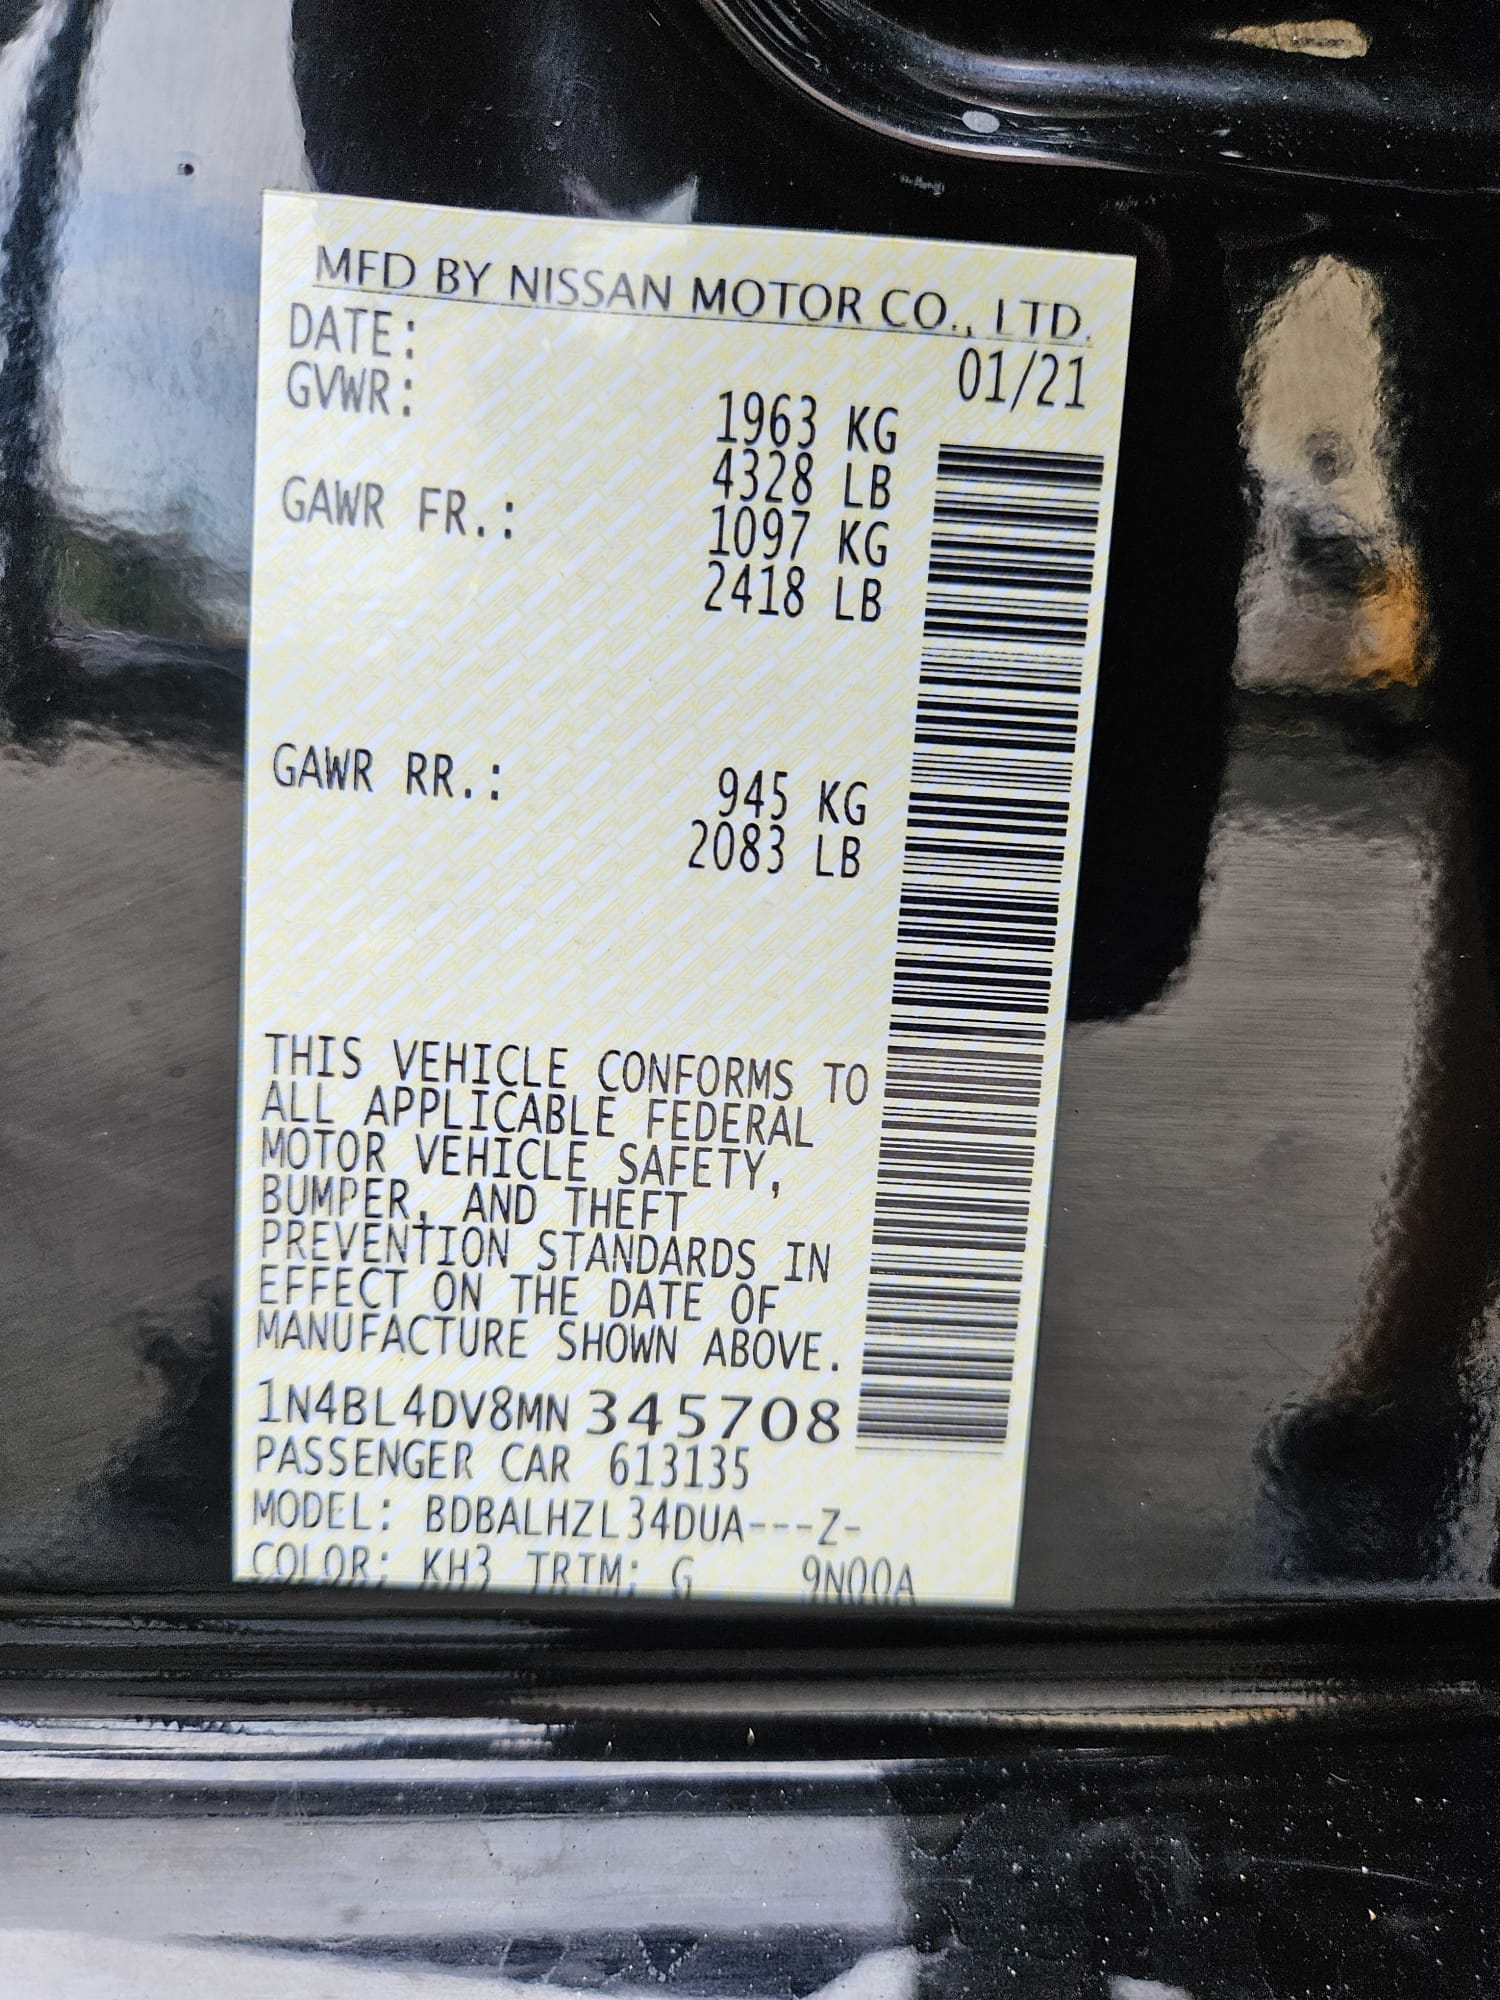 MFD BY NISSAN MOTOR CO., LTD.
DATE: 01/21
GVWR: 1963 KG
4328 LB
GAWR FR.: 1097 KG
2418 LB
GAWR RR.: 945 KG
2083 LB
THIS VEHICLE CONFORMS TO
ALL APPLICABLE FEDERAL
MOTOR VEHICLE SAFETY,
BUMPER, AND THEFT
PREVENTION STANDARDS IN
EFFECT ON THE DATE OF
MANUFACTURE SHOWN ABOVE.
1N4BL4DV8MN345708
PASSENGER CAR 613135
MODEL: BDBALHZL34DUA---Z-
COLOR: KH3 TRIM: G 9N00A